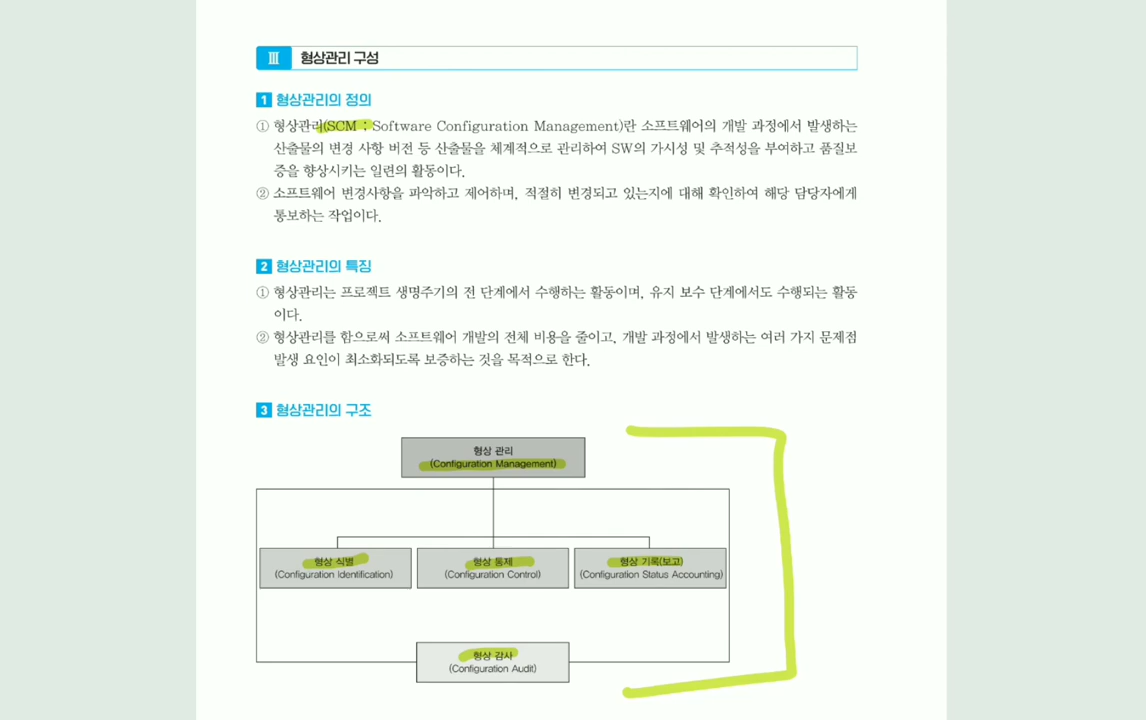 Ⅲ 형상관리 구성
1 형상관리의 정의
① 형상관리(SCM : Software Configuration Management)란 소프트웨어의 개발 과정에서 발생하는
산출물의 변경 사항 버전 등 산출물을 체계적으로 관리하여 SW의 가시성 및 추적성을 부여하고 품질보
증을 향상시키는 일련의 활동이다.
② 소프트웨어 변경사항을 파악하고 제어하며, 적절히 변경되고 있는지에 대해 확인하여 해당 담당자에게
통보하는 작업이다.
2 형상관리의 특징
① 형상관리는 프로젝트 생명주기의 전 단계에서 수행하는 활동이며, 유지 보수 단계에서도 수행되는 활동
이다.
② 형상관리를 함으로써 소프트웨어 개발의 전체 비용을 줄이고, 개발 과정에서 발생하는 여러 가지 문제점
발생 요인이 최소화되도록 보증하는 것을 목적으로 한다.
3 형상관리의 구조
형상 관리
(Configuration Management)
형상 식별
(Configuration Identification)
형상 통제
(Configuration Control)
형상 기록(보고)
(Configuration Status Accounting)
형상 감사
(Configuration Audit)